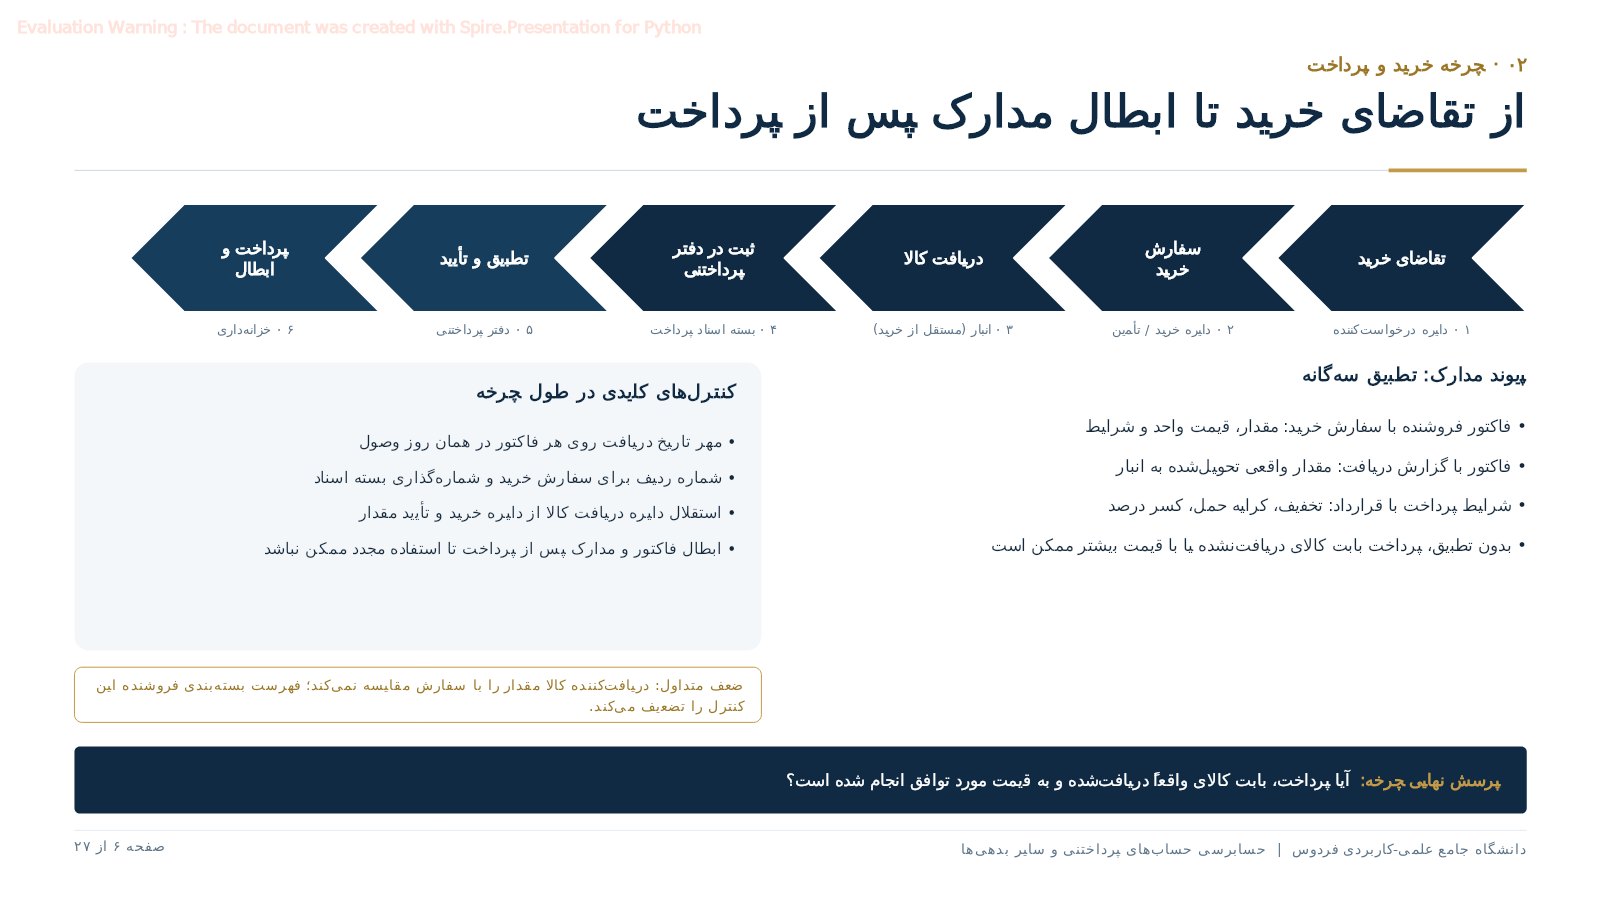 Evaluation Warning : The document was created with Spire.Presentation for Python
۰۲ · چرخه خرید و پرداخت
از تقاضای خرید تا ابطال مدارک پس از پرداخت
تقاضای خرید
سفارش
خرید
دریافت کالا
ثبت در دفتر
پرداختنی
تطبیق و تأیید
پرداخت و
ابطال
۱ · دایره درخواست‌کننده
۲ · دایره خرید / تأمین
۳ · انبار (مستقل از خرید)
۴ · بسته اسناد پرداخت
۵ · دفتر پرداختنی
۶ · خزانه‌داری
پیوند مدارک: تطبیق سه‌گانه
• فاکتور فروشنده با سفارش خرید: مقدار، قیمت واحد و شرایط
• فاکتور با گزارش دریافت: مقدار واقعی تحویل‌شده به انبار
• شرایط پرداخت با قرارداد: تخفیف، کرایه حمل، کسر درصد
• بدون تطبیق، پرداخت بابت کالای دریافت‌نشده یا با قیمت بیشتر ممکن است
کنترل‌های کلیدی در طول چرخه
• مهر تاریخ دریافت روی هر فاکتور در همان روز وصول
• شماره ردیف برای سفارش خرید و شماره‌گذاری بسته اسناد
• استقلال دایره دریافت کالا از دایره خرید و تأیید مقدار
• ابطال فاکتور و مدارک پس از پرداخت تا استفاده مجدد ممکن نباشد
ضعف متداول: دریافت‌کننده کالا مقدار را با سفارش مقایسه نمی‌کند؛ فهرست بسته‌بندی فروشنده این
کنترل را تضعیف می‌کند.
پرسش نهایی چرخه: آیا پرداخت، بابت کالای واقعاً دریافت‌شده و به قیمت مورد توافق انجام شده است؟
دانشگاه جامع علمی-کاربردی فردوس | حسابرسی حساب‌های پرداختنی و سایر بدهی‌ها
صفحه ۶ از ۲۷